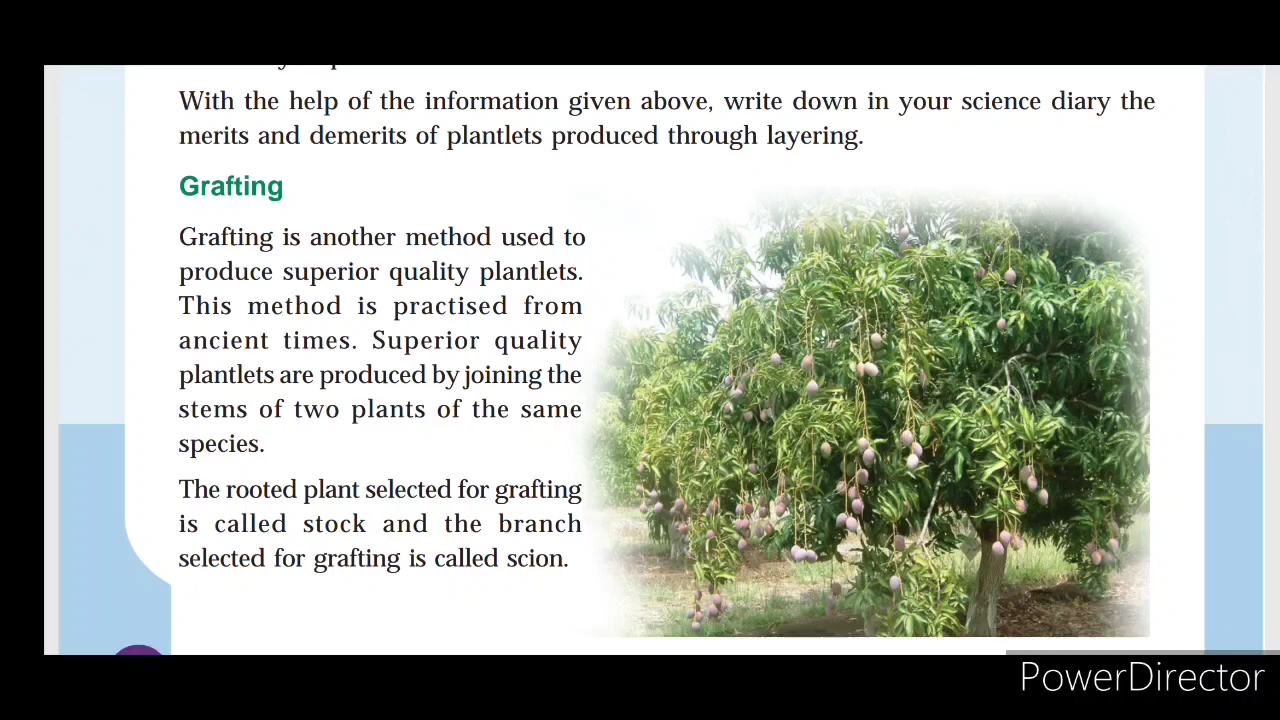 With the help of the information given above, write down in your science diary the
merits and demerits of plantlets produced through layering.
Grafting
Grafting is another method used to
produce superior quality plantlets.
This method is practised from
ancient times. Superior quality
plantlets are produced by joining the
stems of two plants of the same
species.
The rooted plant selected for grafting
is called stock and the branch
selected for grafting is called scion.
PowerDirector